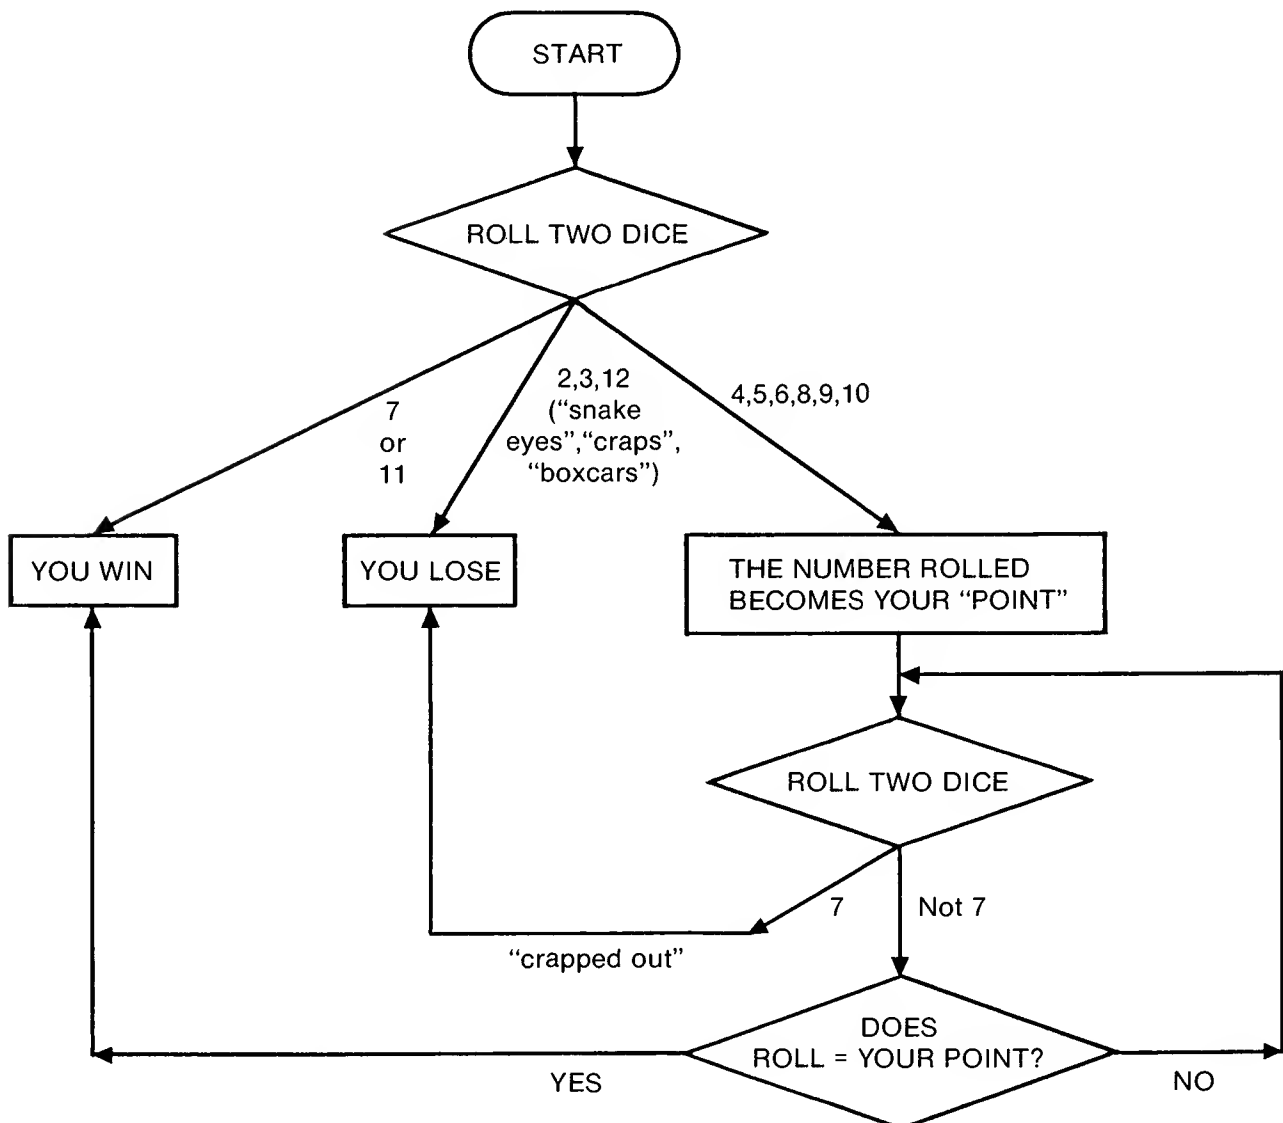 START
ROLL TWO DICE
7
or
11
2,3,12
(“snake
eyes”,“craps”,
“boxcars”)
4,5,6,8,9,10
YOU WIN
YOU LOSE
THE NUMBER ROLLED
BECOMES YOUR “POINT”
ROLL TWO DICE
7
Not 7
“crapped out”
DOES
ROLL = YOUR POINT?
YES
NO